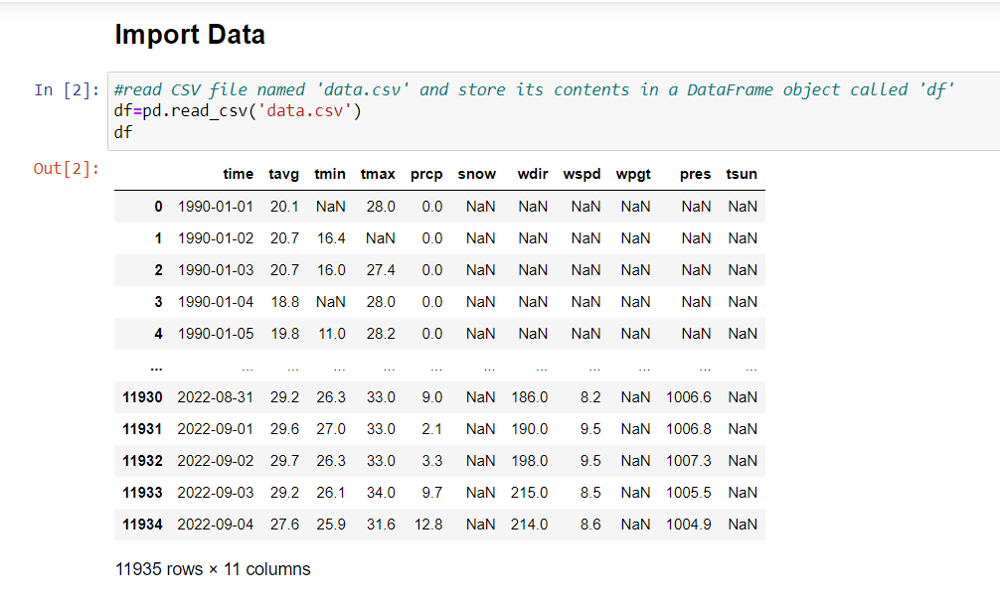 Import Data
In [2]: #read CSV file named 'data.csv' and store its contents in a DataFrame object called 'df'
df=pd.read_csv('data.csv')
df
Out[2]:
time tavg tmin tmax prcp snow wdir wspd wpgt pres tsun
0 1990-01-01 20.1 NaN 28.0 0.0 NaN NaN NaN NaN NaN NaN
1 1990-01-02 20.7 16.4 NaN 0.0 NaN NaN NaN NaN NaN NaN
2 1990-01-03 20.7 16.0 27.4 0.0 NaN NaN NaN NaN NaN NaN
3 1990-01-04 18.8 NaN 28.0 0.0 NaN NaN NaN NaN NaN NaN
4 1990-01-05 19.8 11.0 28.2 0.0 NaN NaN NaN NaN NaN NaN
... ... ... ... ... ... ... ... ... ... ... ...
11930 2022-08-31 29.2 26.3 33.0 9.0 NaN 186.0 8.2 NaN 1006.6 NaN
11931 2022-09-01 29.6 27.0 33.0 2.1 NaN 190.0 9.5 NaN 1006.8 NaN
11932 2022-09-02 29.7 26.3 33.0 3.3 NaN 198.0 9.5 NaN 1007.3 NaN
11933 2022-09-03 29.2 26.1 34.0 9.7 NaN 215.0 8.5 NaN 1005.5 NaN
11934 2022-09-04 27.6 25.9 31.6 12.8 NaN 214.0 8.6 NaN 1004.9 NaN
11935 rows × 11 columns